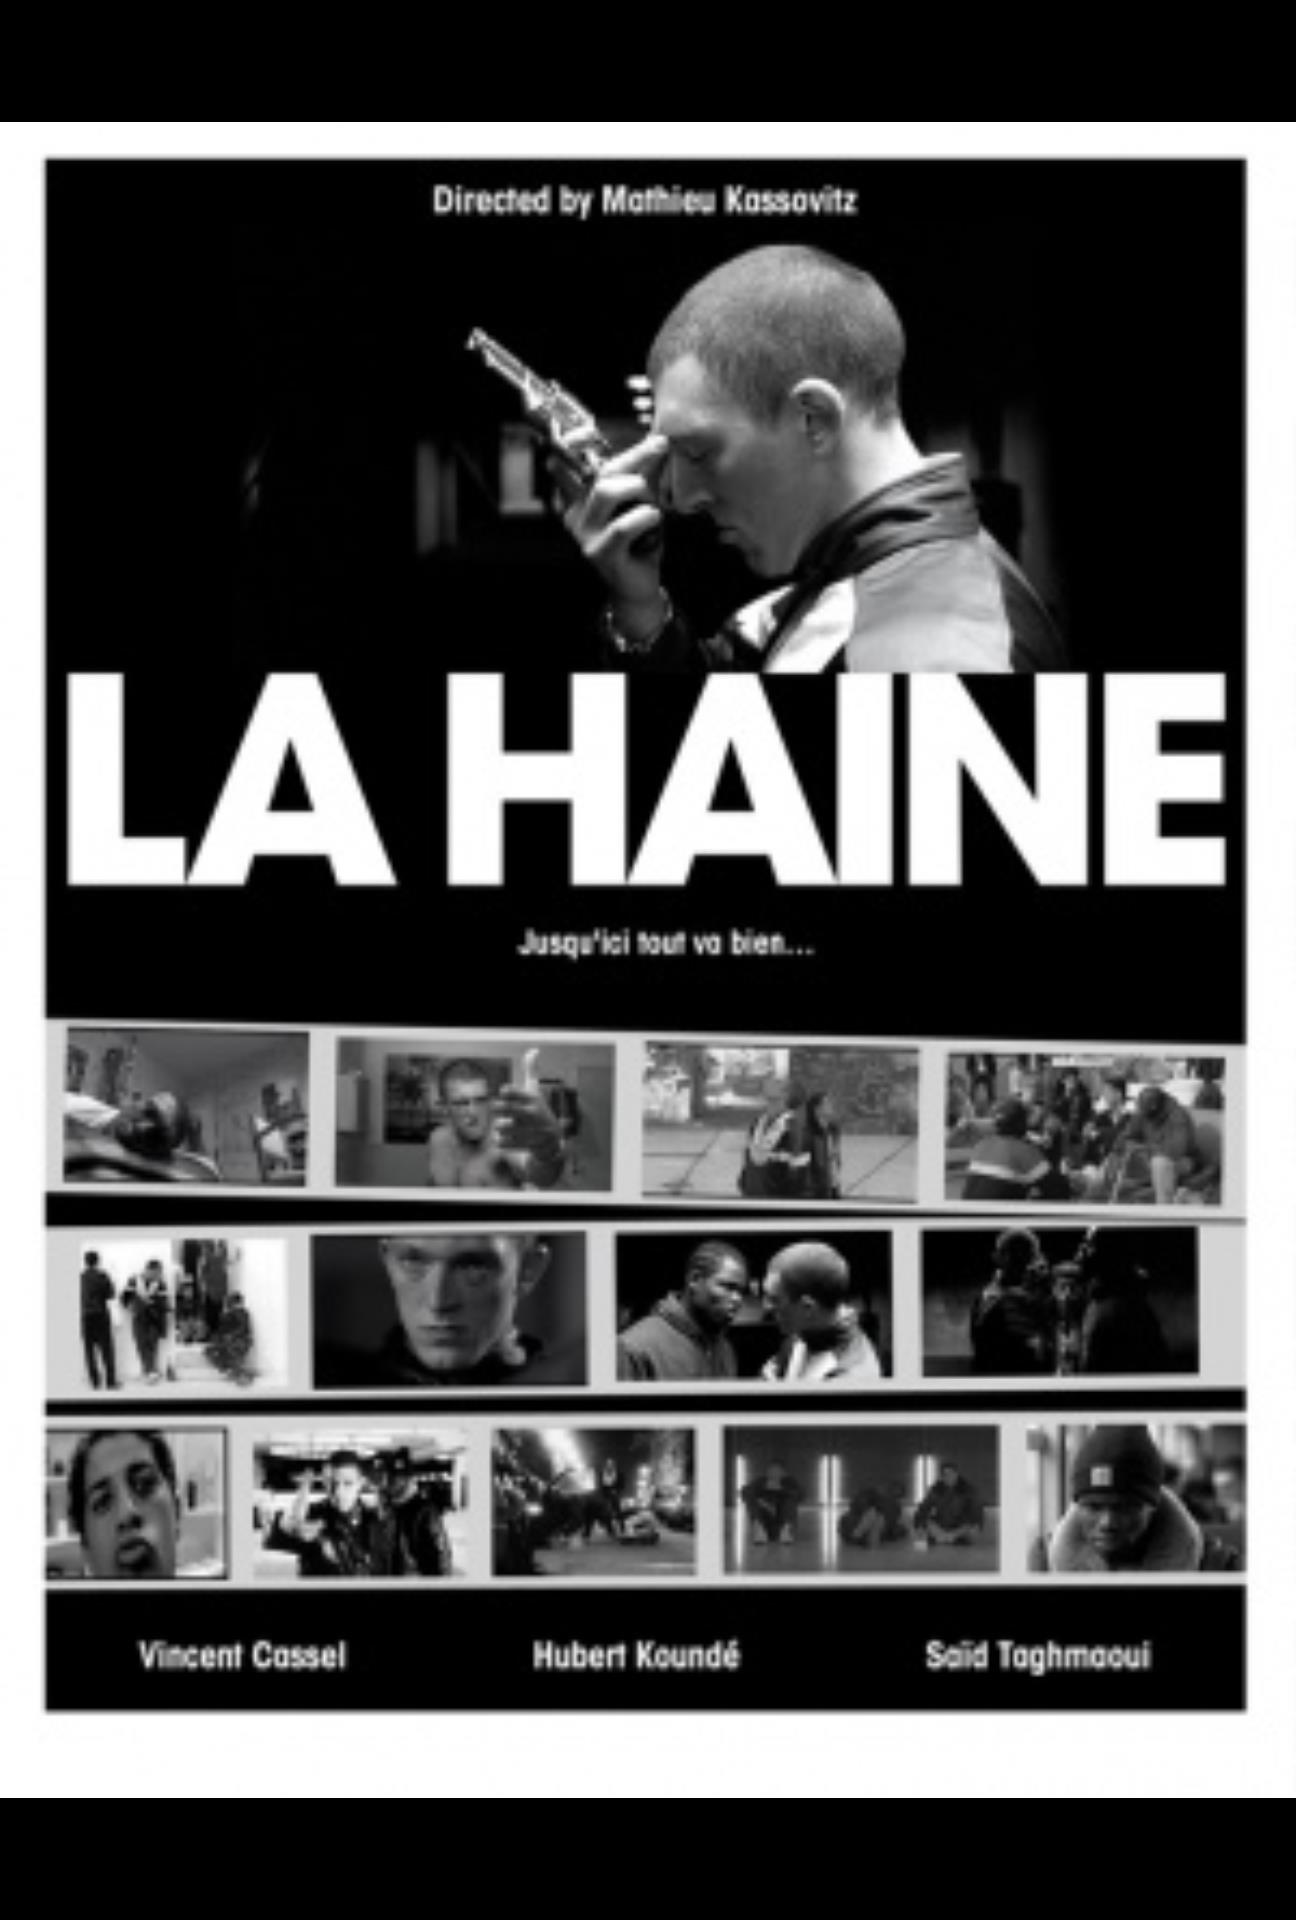 Directed by Mathieu Kassovitz
LA HAINE
Jusqu'ici tout va bien...
Vincent Cassel
Hubert Koundé
Saïd Taghmaoui